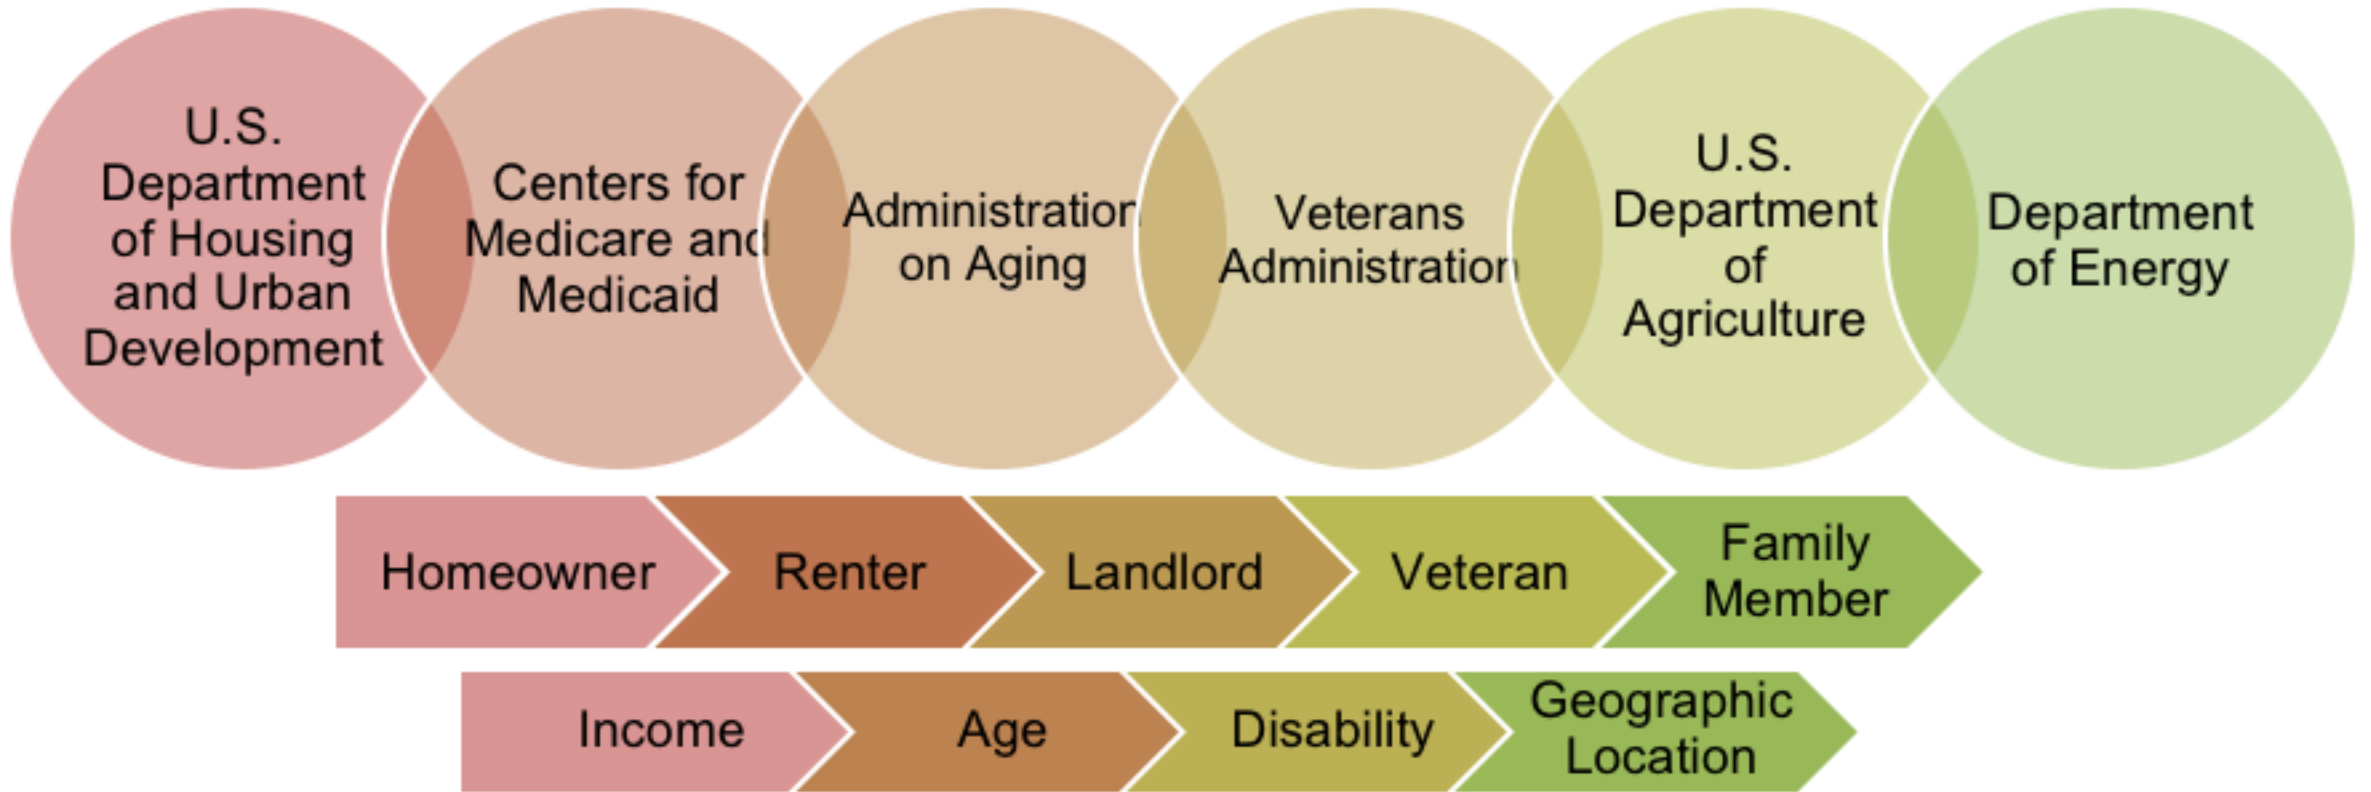 U.S.
Department
of Housing
and Urban
Development
Centers for
Medicare and
Medicaid
Administration
on Aging
Veterans
Administration
U.S.
Department
of
Agriculture
Department
of Energy
Homeowner
Renter
Landlord
Veteran
Family
Member
Income
Age
Disability
Geographic
Location